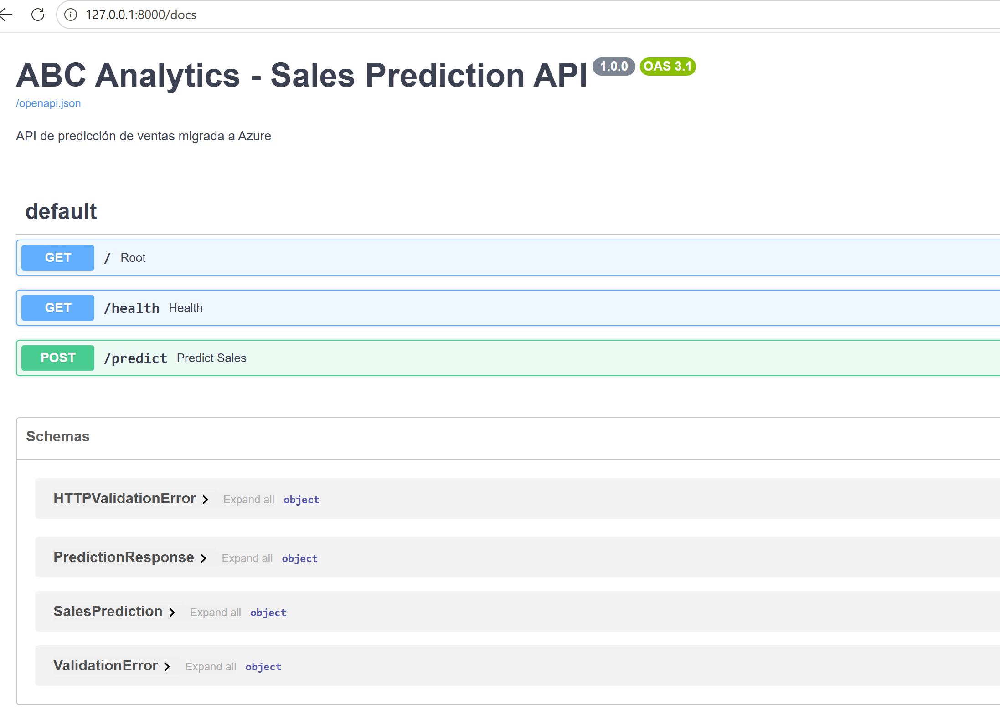 127.0.0.1:8000/docs
ABC Analytics - Sales Prediction API 1.0.0 OAS 3.1
/openapi.json
API de predicción de ventas migrada a Azure
default
GET / Root
GET /health Health
POST /predict Predict Sales
Schemas
HTTPValidationError Expand all object
PredictionResponse Expand all object
SalesPrediction Expand all object
ValidationError Expand all object